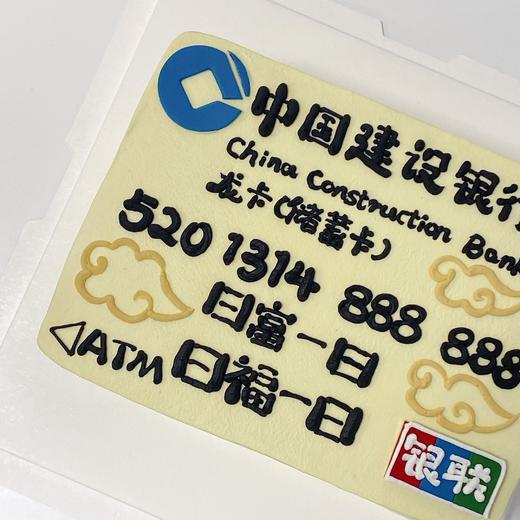 中国建设银行
China Construction Bank
龙卡(储蓄卡)
520 1314 888 888
日富一日
◁ATM 日福一日
银联